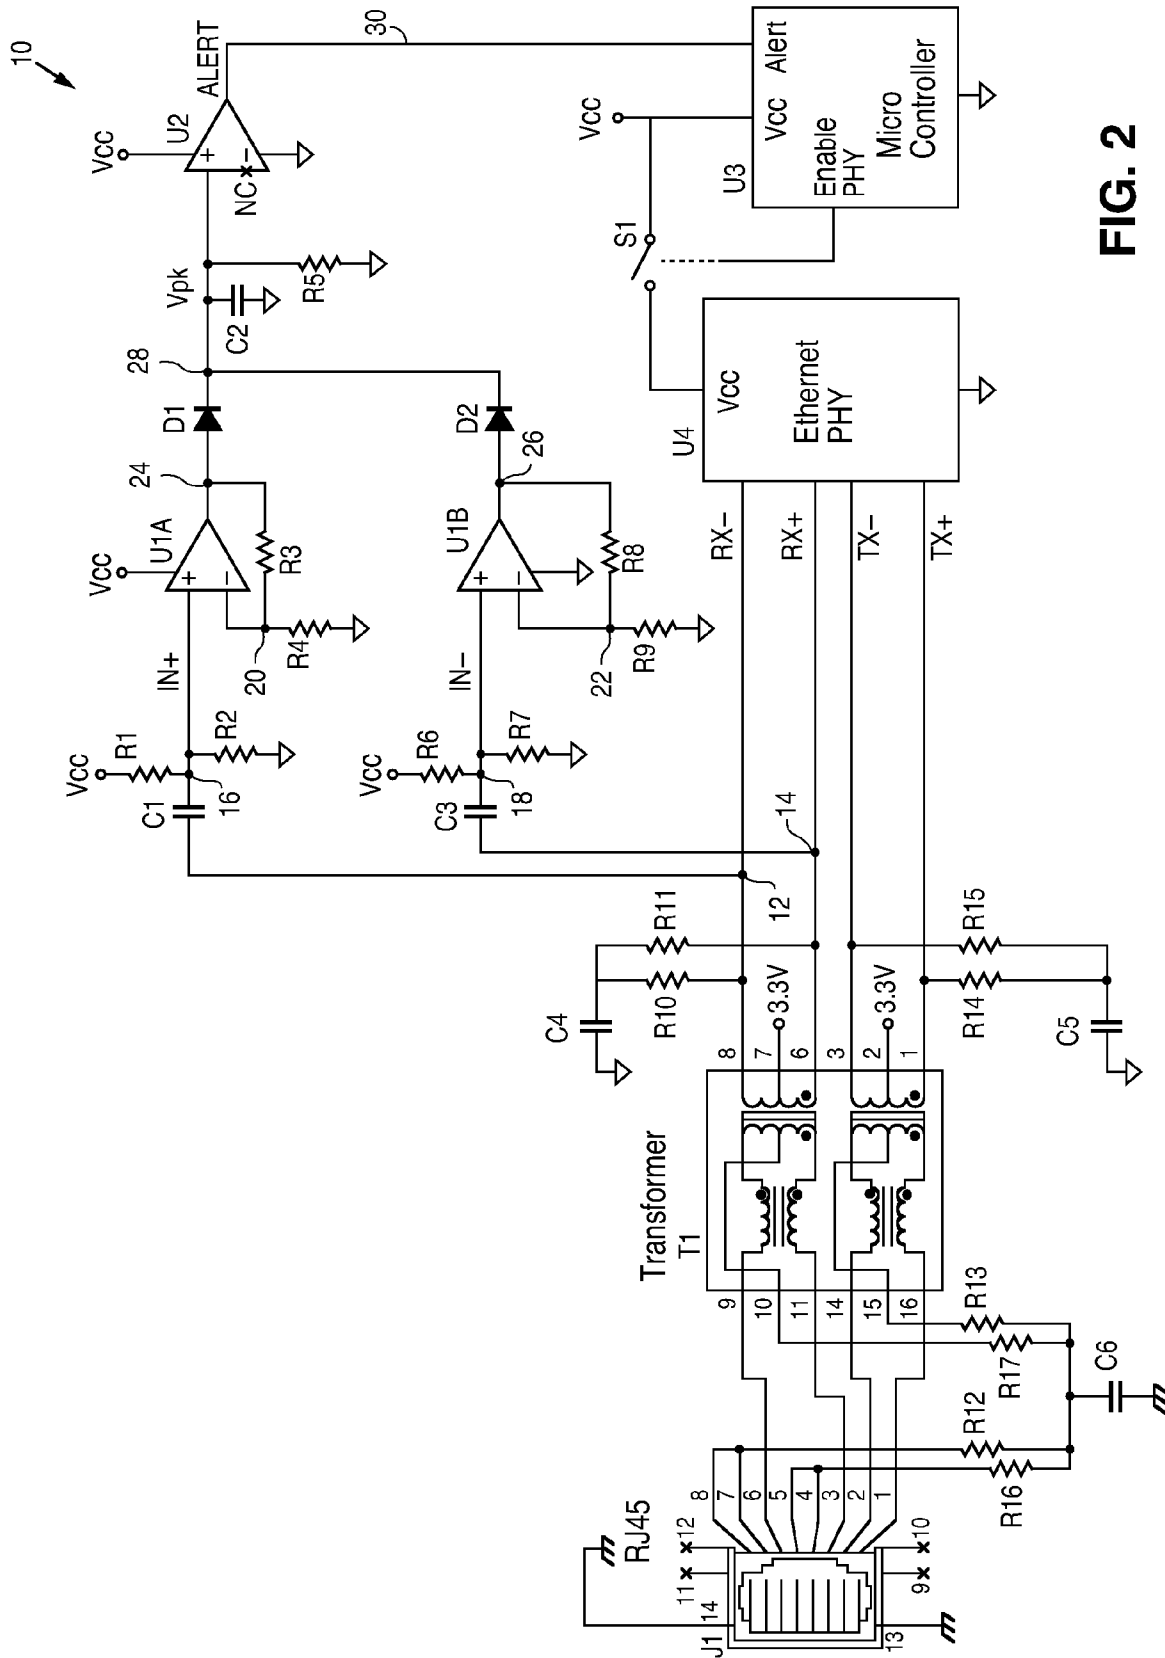 10
Vcc
U2
ALERT
30
+
−
NC
Vpk
C2
R5
28
D1
24
Vcc
U1A
+
−
R3
20
R4
IN+
Vcc
R1
R2
C1
16
D2
26
U1B
+
−
R8
22
R9
IN−
Vcc
R6
R7
C3
18
Vcc
U3
Vcc
Alert
Enable
PHY
Micro
Controller
S1
U4
Vcc
Ethernet
PHY
RX−
RX+
TX−
TX+
14
12
C4
R11
R10
3.3V
3.3V
R15
R14
C5
8
7
6
3
2
1
Transformer
T1
9
10
11
14
15
16
R13
R17
R12
R16
C6
8
7
6
5
4
3
2
1
RJ45
12
11
14
J1
13
10
9
FIG. 2